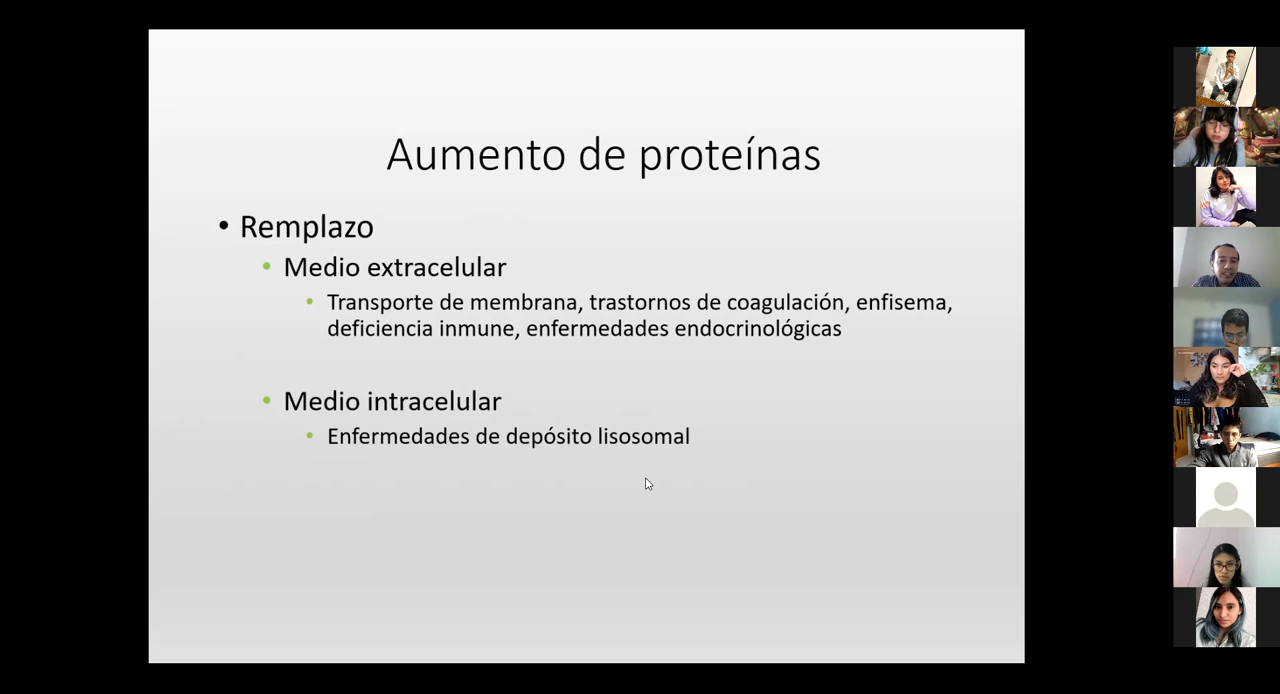 Aumento de proteínas
• Remplazo
• Medio extracelular
• Transporte de membrana, trastornos de coagulación, enfisema,
deficiencia inmune, enfermedades endocrinológicas
• Medio intracelular
• Enfermedades de depósito lisosomal